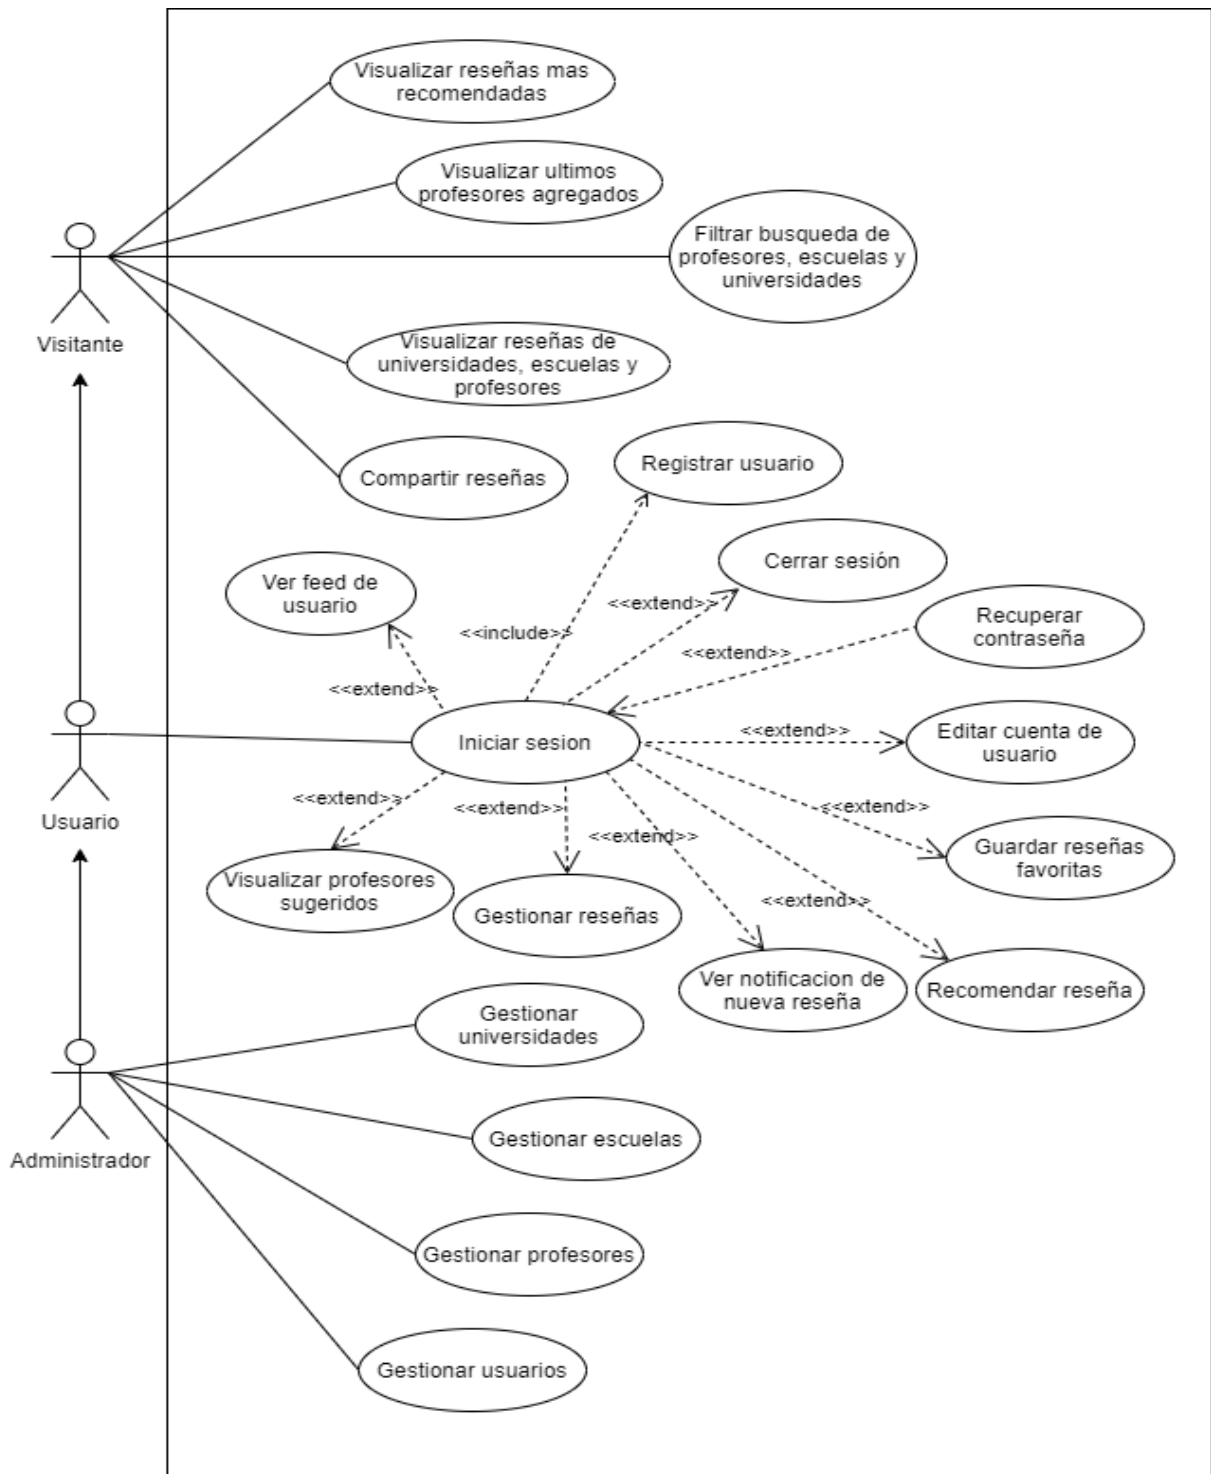 Visualizar reseñas mas
recomendadas
Visualizar ultimos
profesores agregados
Filtrar busqueda de
profesores, escuelas y
universidades
Visitante
Visualizar reseñas de
universidades, escuelas y
profesores
Compartir reseñas
Registrar usuario
Cerrar sesión
Ver feed de
usuario
<<extend>>
<<include>>
Recuperar
contraseña
<<extend>>
<<extend>>
<<extend>>
Editar cuenta de
usuario
Iniciar sesion
Usuario
<<extend>>
<<extend>>
<<extend>>
<<extend>>
Guardar reseñas
favoritas
Visualizar profesores
sugeridos
Gestionar reseñas
<<extend>>
Ver notificacion de
nueva reseña
Recomendar reseña
Gestionar
universidades
Gestionar escuelas
Administrador
Gestionar profesores
Gestionar usuarios